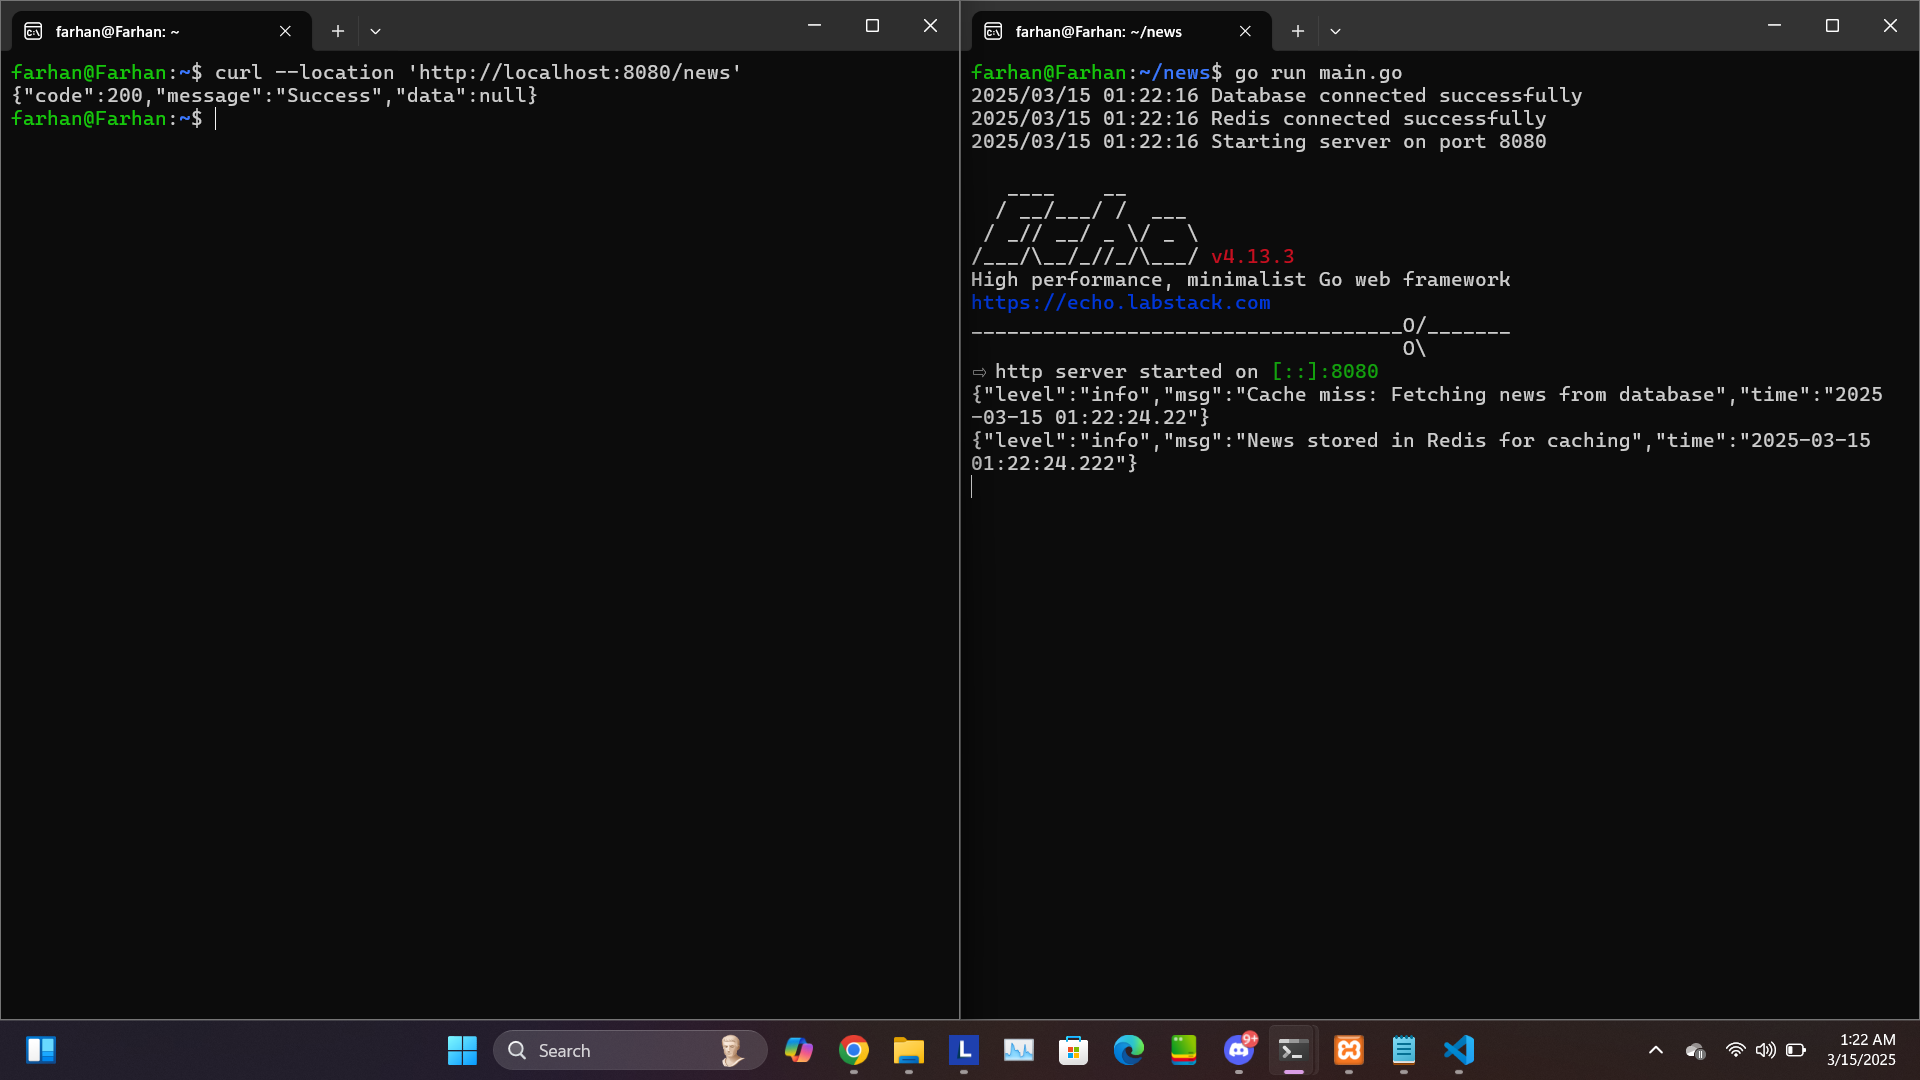 farhan@Farhan: ~
farhan@Farhan:~$ curl --location 'http://localhost:8080/news'
{"code":200,"message":"Success","data":null}
farhan@Farhan:~$
farhan@Farhan: ~/news
farhan@Farhan:~/news$ go run main.go
2025/03/15 01:22:16 Database connected successfully
2025/03/15 01:22:16 Redis connected successfully
2025/03/15 01:22:16 Starting server on port 8080
   ____    __
  / __/___/ /  ___
 / _// __/ _ \/ _ \
/___/\__/_//_/\___/ v4.13.3
High performance, minimalist Go web framework
https://echo.labstack.com
____________________________________O/_______
                                    O\
⇨ http server started on [::]:8080
{"level":"info","msg":"Cache miss: Fetching news from database","time":"2025
-03-15 01:22:24.22"}
{"level":"info","msg":"News stored in Redis for caching","time":"2025-03-15
01:22:24.222"}
Search
L
9+
1:22 AM
3/15/2025